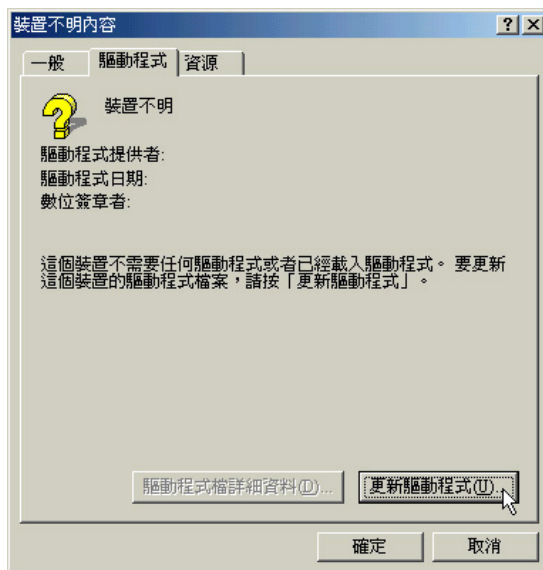 裝置不明內容
一般 驅動程式 資源
裝置不明
驅動程式提供者:
驅動程式日期:
數位簽章者:
這個裝置不需要任何驅動程式或者已經載入驅動程式。 要更新
這個裝置的驅動程式檔案，請按「更新驅動程式」。
驅動程式檔詳細資料(D)... 更新驅動程式(U)...
確定 取消